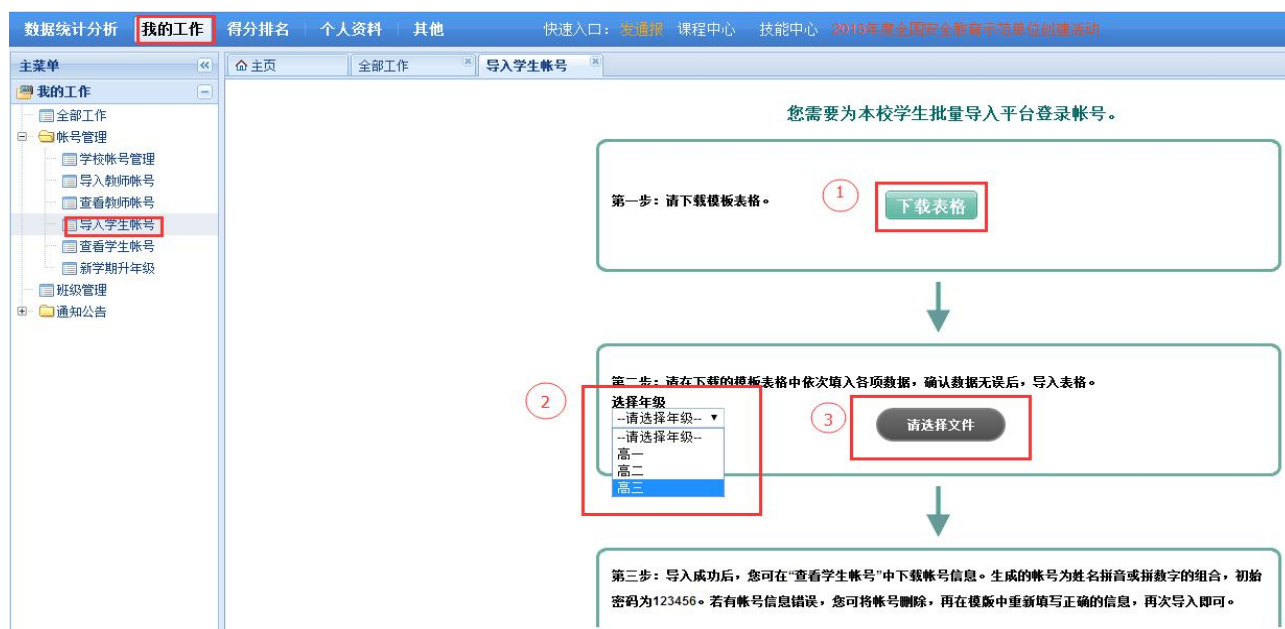 数据统计分析 我的工作 得分排名 个人资料 其他 快速入口: 发通报 课程中心 技能中心 2016年度全国安全教育示范单位创建活动
主菜单 主页 全部工作 导入学生帐号
我的工作
全部工作
帐号管理
学校帐号管理
导入教师帐号
查看教师帐号
导入学生帐号
查看学生帐号
新学期升年级
班级管理
通知公告
您需要为本校学生批量导入平台登录帐号。
第一步:请下载模板表格。 1 下载表格
第二步:请在下载的模板表格中依次填入各项数据,确认数据无误后,导入表格。
选择年级
2 --请选择年级-- 3 请选择文件
--请选择年级--
高一
高二
高三
第三步:导入成功后,您可在“查看学生帐号”中下载帐号信息。生成的帐号为姓名拼音或拼数字的组合,初始
密码为123456。若有帐号信息错误,您可将帐号删除,再在模版中重新填写正确的信息,再次导入即可。